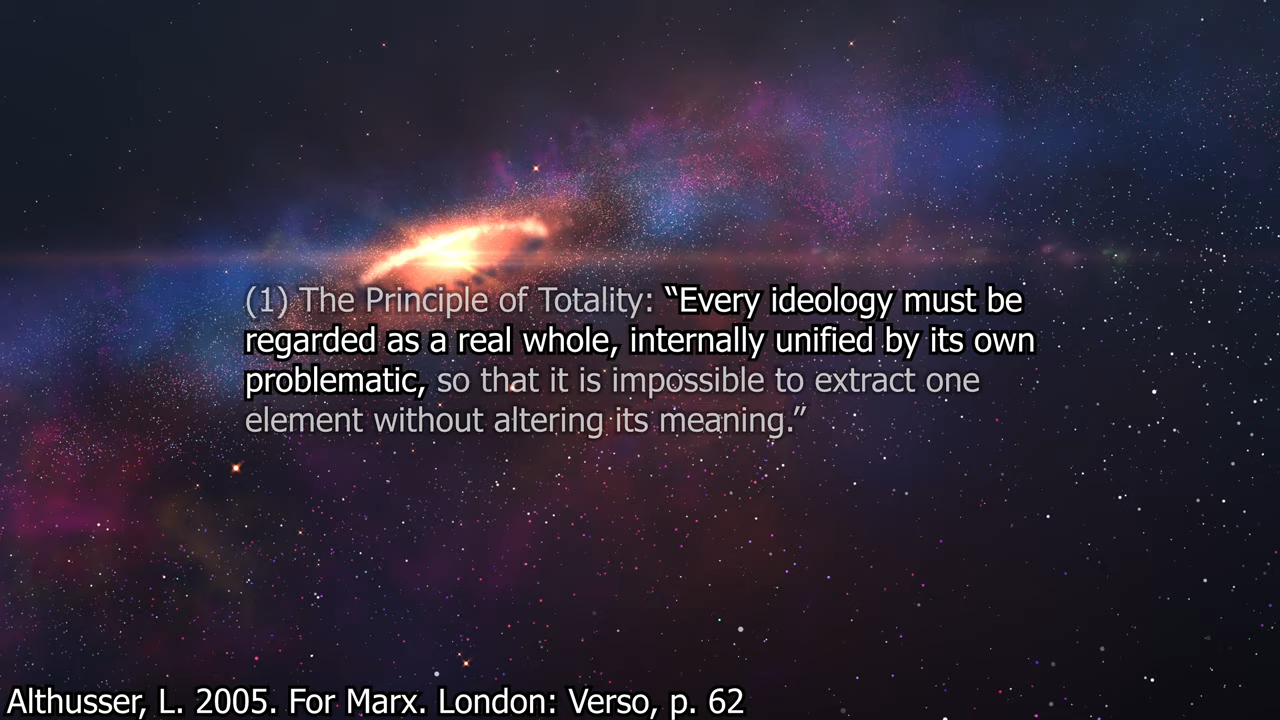 (1) The Principle of Totality: “Every ideology must be
regarded as a real whole, internally unified by its own
problematic, so that it is impossible to extract one
element without altering its meaning.”
Althusser, L. 2005. For Marx. London: Verso, p. 62